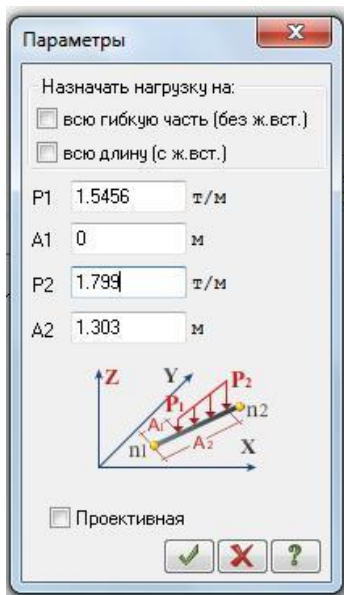 Параметры
Назначать нагрузку на:
всю гибкую часть (без ж.вст.)
всю длину (с ж.вст.)
P1 1.5456 т/м
A1 0 м
P2 1.799 т/м
A2 1.303 м
Z Y P2
P1 n2
A1
n1 A2 X
Проективная
?